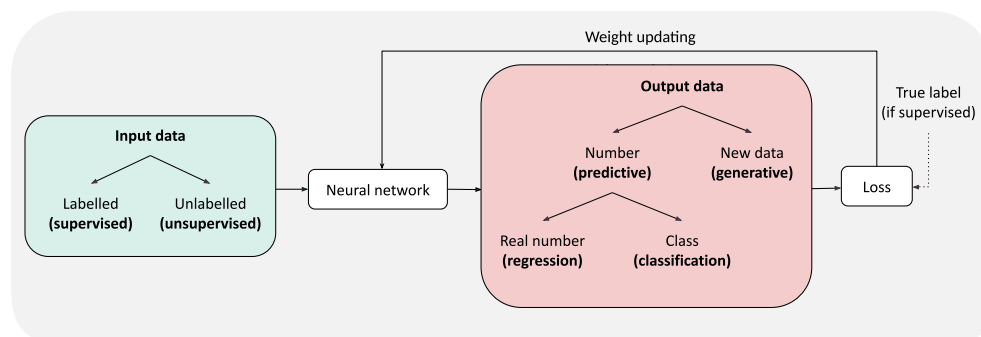 Weight updating
Output data
True label
(if supervised)
Input data
Number
(predictive)
New data
(generative)
Neural network
Loss
Labelled
(supervised)
Unlabelled
(unsupervised)
Real number
(regression)
Class
(classification)